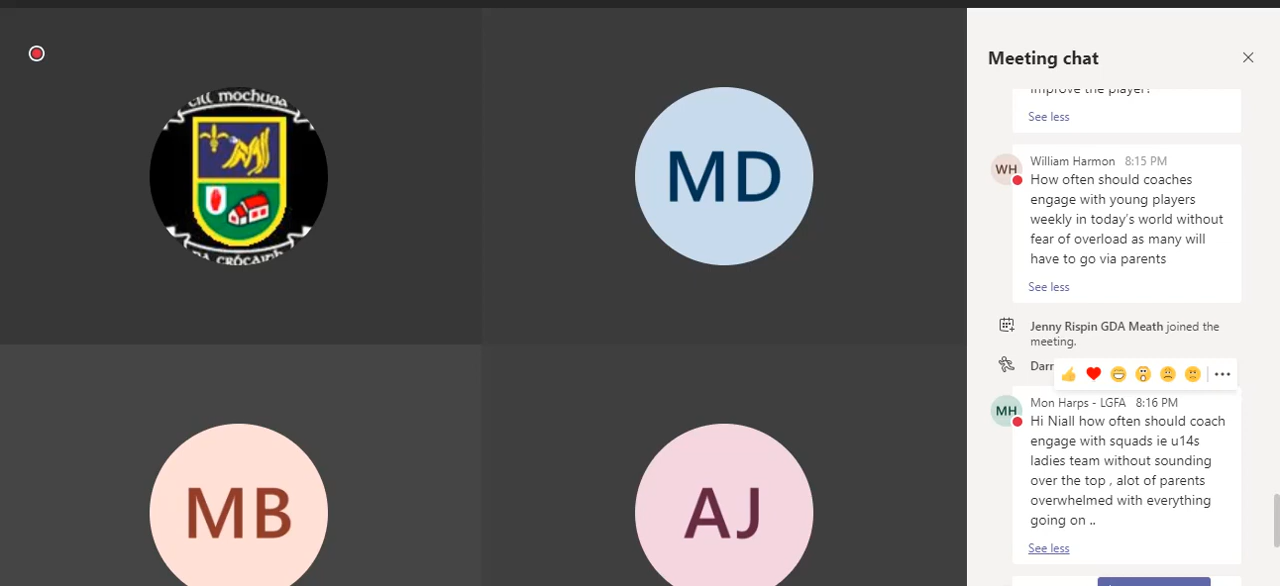 CILL MOCHUDA
NA CRÓCAINN
MD
MB
AJ
Meeting chat
improve the player?
See less
WH
William Harmon 8:15 PM
How often should coaches
engage with young players
weekly in today's world without
fear of overload as many will
have to go via parents
See less
Jenny Rispin GDA Meath joined the
meeting.
Darr
MH
Mon Harps - LGFA 8:16 PM
Hi Niall how often should coach
engage with squads ie u14s
ladies team without sounding
over the top , alot of parents
overwhelmed with everything
going on ..
See less